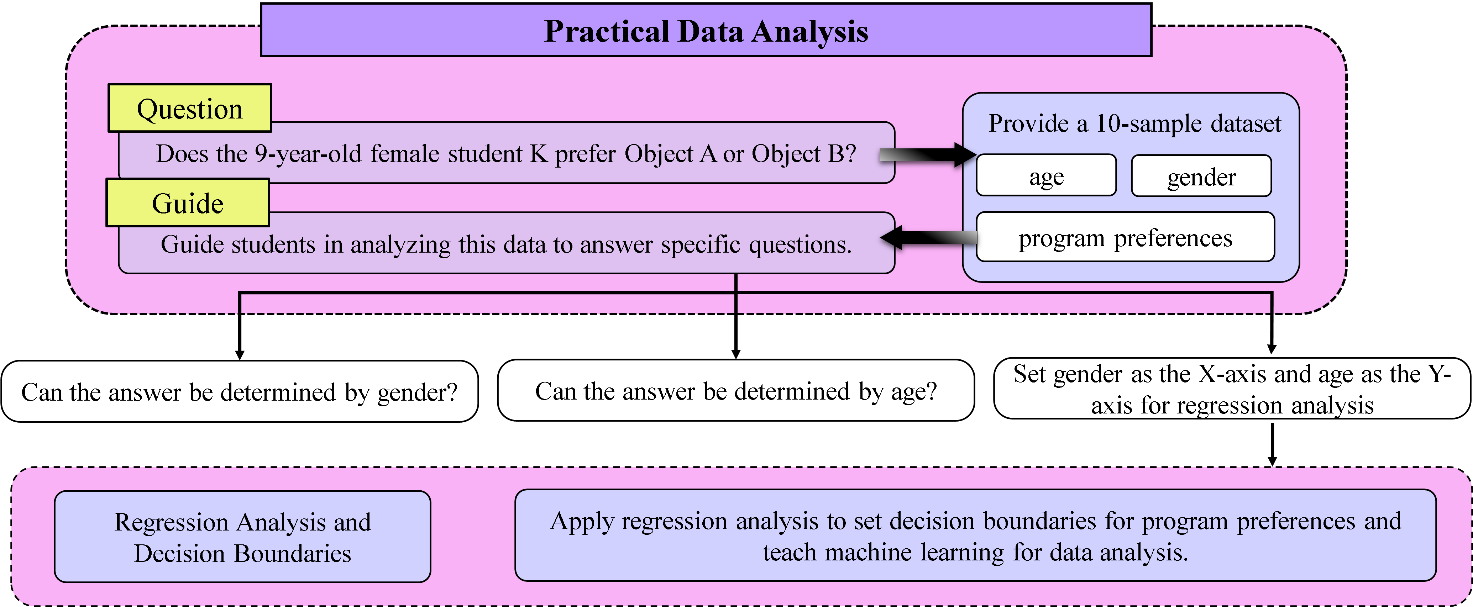 Practical Data Analysis
Question
Does the 9-year-old female student K prefer Object A or Object B?
Guide
Guide students in analyzing this data to answer specific questions.
Provide a 10-sample dataset
age
gender
program preferences
Can the answer be determined by gender?
Can the answer be determined by age?
Set gender as the X-axis and age as the Y-
axis for regression analysis
Regression Analysis and
Decision Boundaries
Apply regression analysis to set decision boundaries for program preferences and
teach machine learning for data analysis.